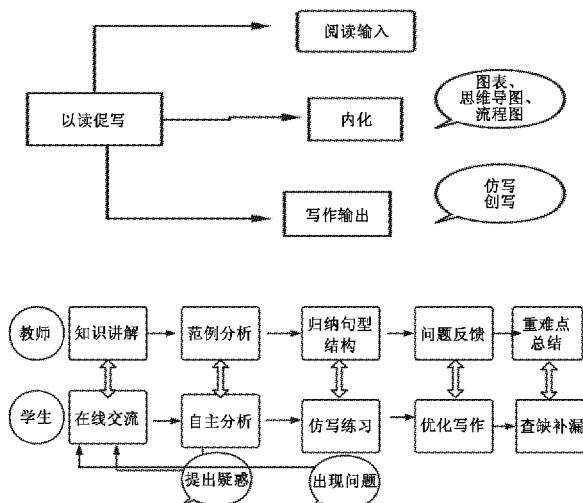 阅读输入
以读促写
内化
图表、
思维导图、
流程图
写作输出
仿写
创写
教师
知识讲解
范例分析
归纳句型
结构
问题反馈
重难点
总结
学生
在线交流
自主分析
仿写练习
优化写作
查缺补漏
提出疑惑
出现问题